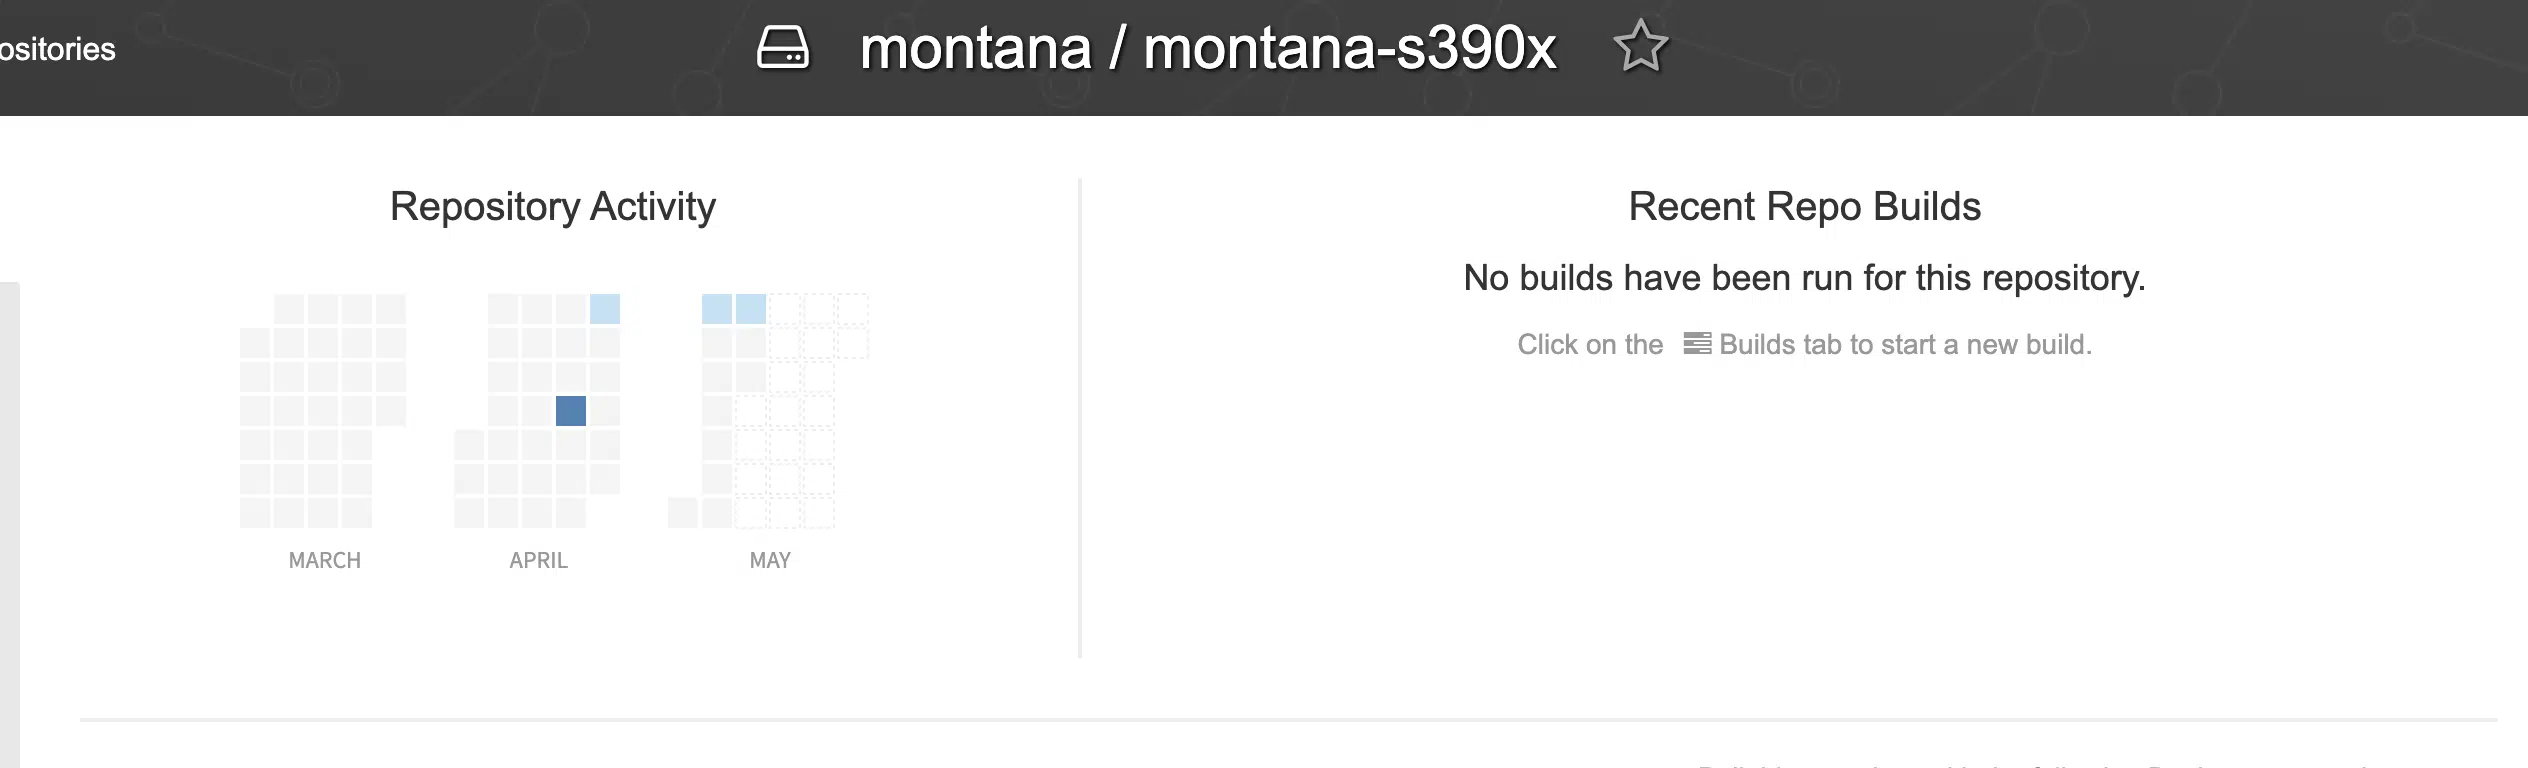 ositories
montana / montana-s390x
Repository Activity
MARCH
APRIL
MAY
Recent Repo Builds
No builds have been run for this repository.
Click on the Builds tab to start a new build.